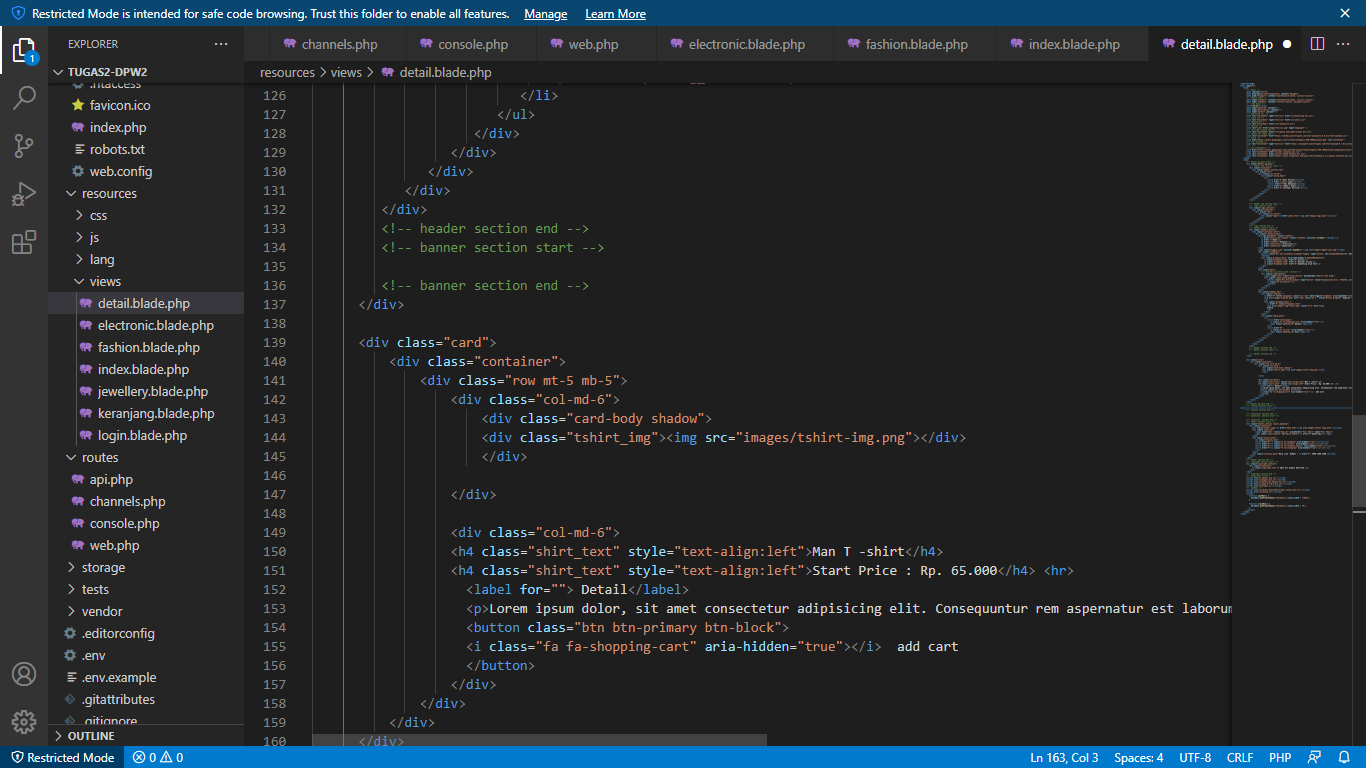 Restricted Mode is intended for safe code browsing. Trust this folder to enable all features. Manage Learn More
EXPLORER
channels.php console.php web.php electronic.blade.php fashion.blade.php index.blade.php detail.blade.php
resources > views > detail.blade.php
TUGAS2-DPW2
.htaccess
favicon.ico
index.php
robots.txt
web.config
resources
css
js
lang
views
detail.blade.php
electronic.blade.php
fashion.blade.php
index.blade.php
jewellery.blade.php
keranjang.blade.php
login.blade.php
routes
api.php
channels.php
console.php
web.php
storage
tests
vendor
.editorconfig
.env
.env.example
.gitattributes
.gitignore
OUTLINE
1
126 </li>
127 </ul>
128 </div>
129 </div>
130 </div>
131 </div>
132 </div>
133 <!-- header section end -->
134 <!-- banner section start -->
135
136 <!-- banner section end -->
137 </div>
138
139 <div class="card">
140 <div class="container">
141 <div class="row mt-5 mb-5">
142 <div class="col-md-6">
143 <div class="card-body shadow">
144 <div class="tshirt_img"><img src="images/tshirt-img.png"></div>
145 </div>
146
147 </div>
148
149 <div class="col-md-6">
150 <h4 class="shirt_text" style="text-align:left">Man T -shirt</h4>
151 <h4 class="shirt_text" style="text-align:left">Start Price : Rp. 65.000</h4> <hr>
152 <label for=""> Detail</label>
153 <p>Lorem ipsum dolor, sit amet consectetur adipisicing elit. Consequuntur rem aspernatur est laborum
154 <button class="btn btn-primary btn-block">
155 <i class="fa fa-shopping-cart" aria-hidden="true"></i>  add cart
156 </button>
157 </div>
158 </div>
159 </div>
160 </div>
Restricted Mode 0 0 Ln 163, Col 3 Spaces: 4 UTF-8 CRLF PHP